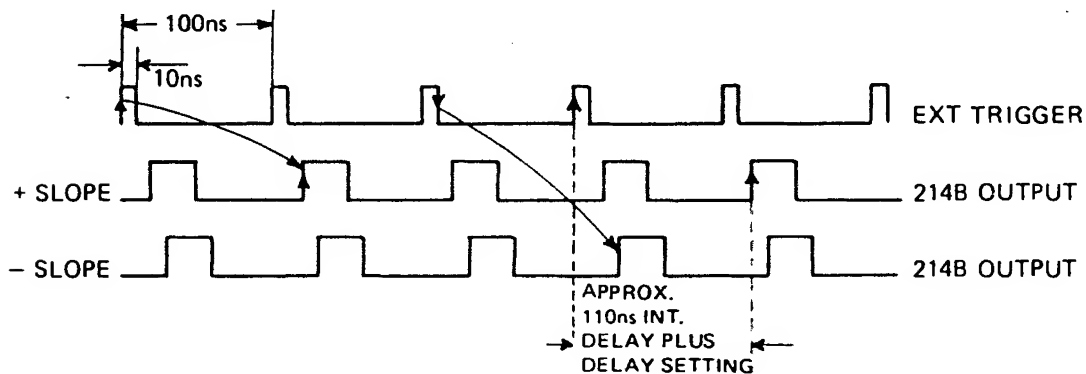 100ns
10ns
EXT TRIGGER
+ SLOPE
214B OUTPUT
− SLOPE
214B OUTPUT
APPROX.
110ns INT.
DELAY PLUS
DELAY SETTING